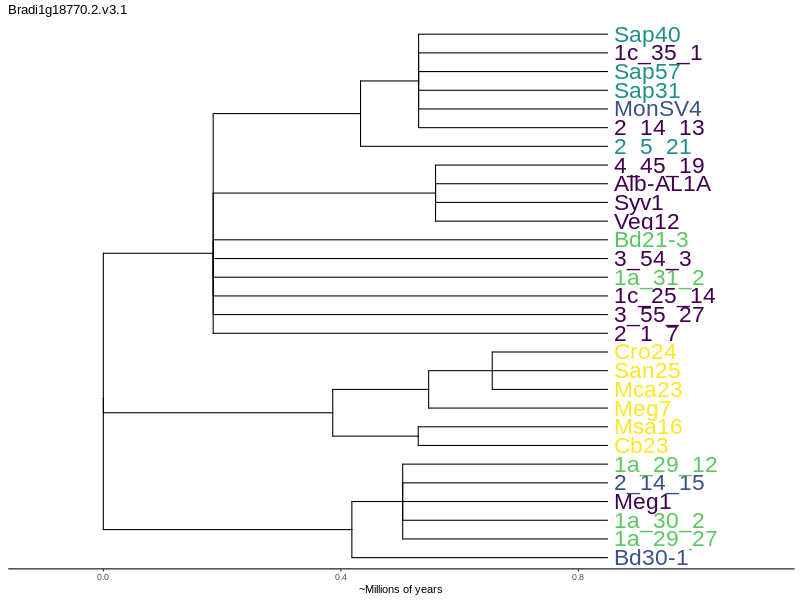 Bradi1g18770.2.v3.1
Sap40
1c_35_1
Sap57
Sap31
MonSV4
2_14_13
2_5_21
4_45_19
Alb-AL1A
Syv1
Veg12
Bd21-3
3_54_3
1a_31_2
1c_25_14
3_55_27
2_1_7
Cro24
San25
Mca23
Meg7
Msa16
Cb23
1a_29_12
2_14_15
Meg1
1a_30_2
1a_29_27
Bd30-1
0.0 0.4 0.8
~Millions of years